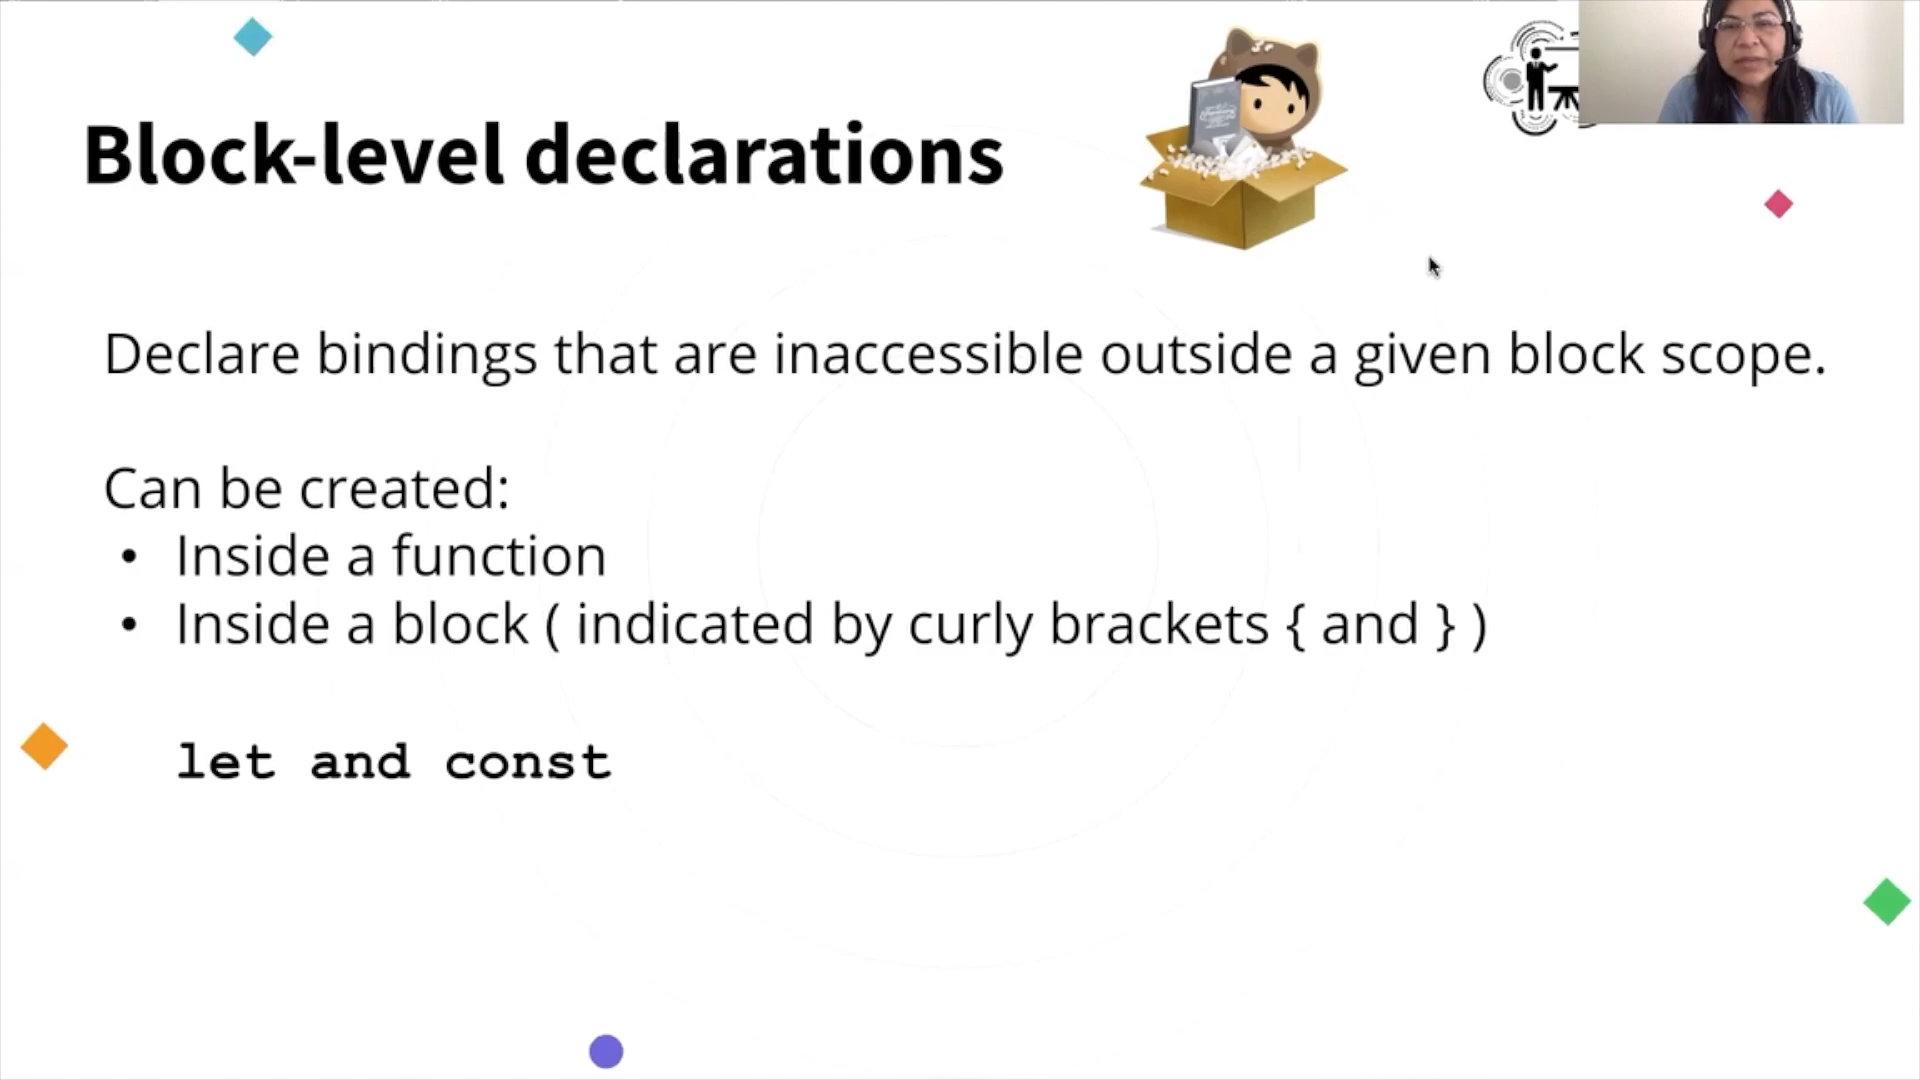 Block-level declarations
Declare bindings that are inaccessible outside a given block scope.
Can be created:
• Inside a function
• Inside a block ( indicated by curly brackets { and } )
let and const